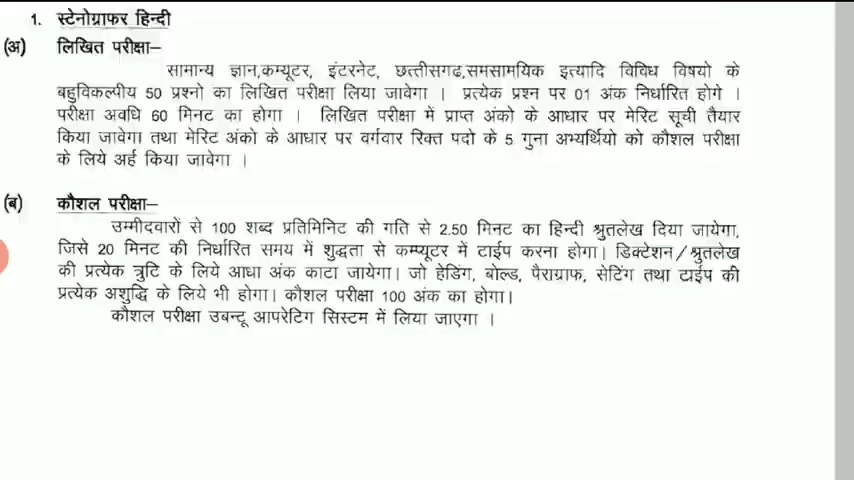 1. स्टेनोग्राफर हिन्दी
(अ) लिखित परीक्षा–
सामान्य ज्ञान,कम्यूटर, इंटरनेट, छत्तीसगढ,समसामयिक इत्यादि विविध विषयो के
बहुविकल्पीय 50 प्रश्नो का लिखित परीक्षा लिया जावेगा । प्रत्येक प्रश्न पर 01 अंक निर्धारित होगे ।
परीक्षा अवधि 60 मिनट का होगा । लिखित परीक्षा में प्राप्त अंको के आधार पर मेरिट सूची तैयार
किया जावेगा तथा मेरिट अंको के आधार पर वर्गवार रिक्त पदो के 5 गुना अभ्यर्थियो को कौशल परीक्षा
के लिये अर्ह किया जावेगा ।
(ब) कौशल परीक्षा–
उम्मीदवारों से 100 शब्द प्रतिमिनिट की गति से 2.50 मिनट का हिन्दी श्रुतलेख दिया जायेगा,
जिसे 20 मिनट की निर्धारित समय में शुद्धता से कम्प्यूटर में टाईप करना होगा। डिक्टेशन/श्रुतलेख
की प्रत्येक त्रुटि के लिये आधा अंक काटा जायेगा। जो हेडिंग, बोल्ड, पैराग्राफ, सेटिंग तथा टाईप की
प्रत्येक अशुद्धि के लिये भी होगा। कौशल परीक्षा 100 अंक का होगा।
कौशल परीक्षा उबन्टू आपरेटिग सिस्टम में लिया जाएगा ।